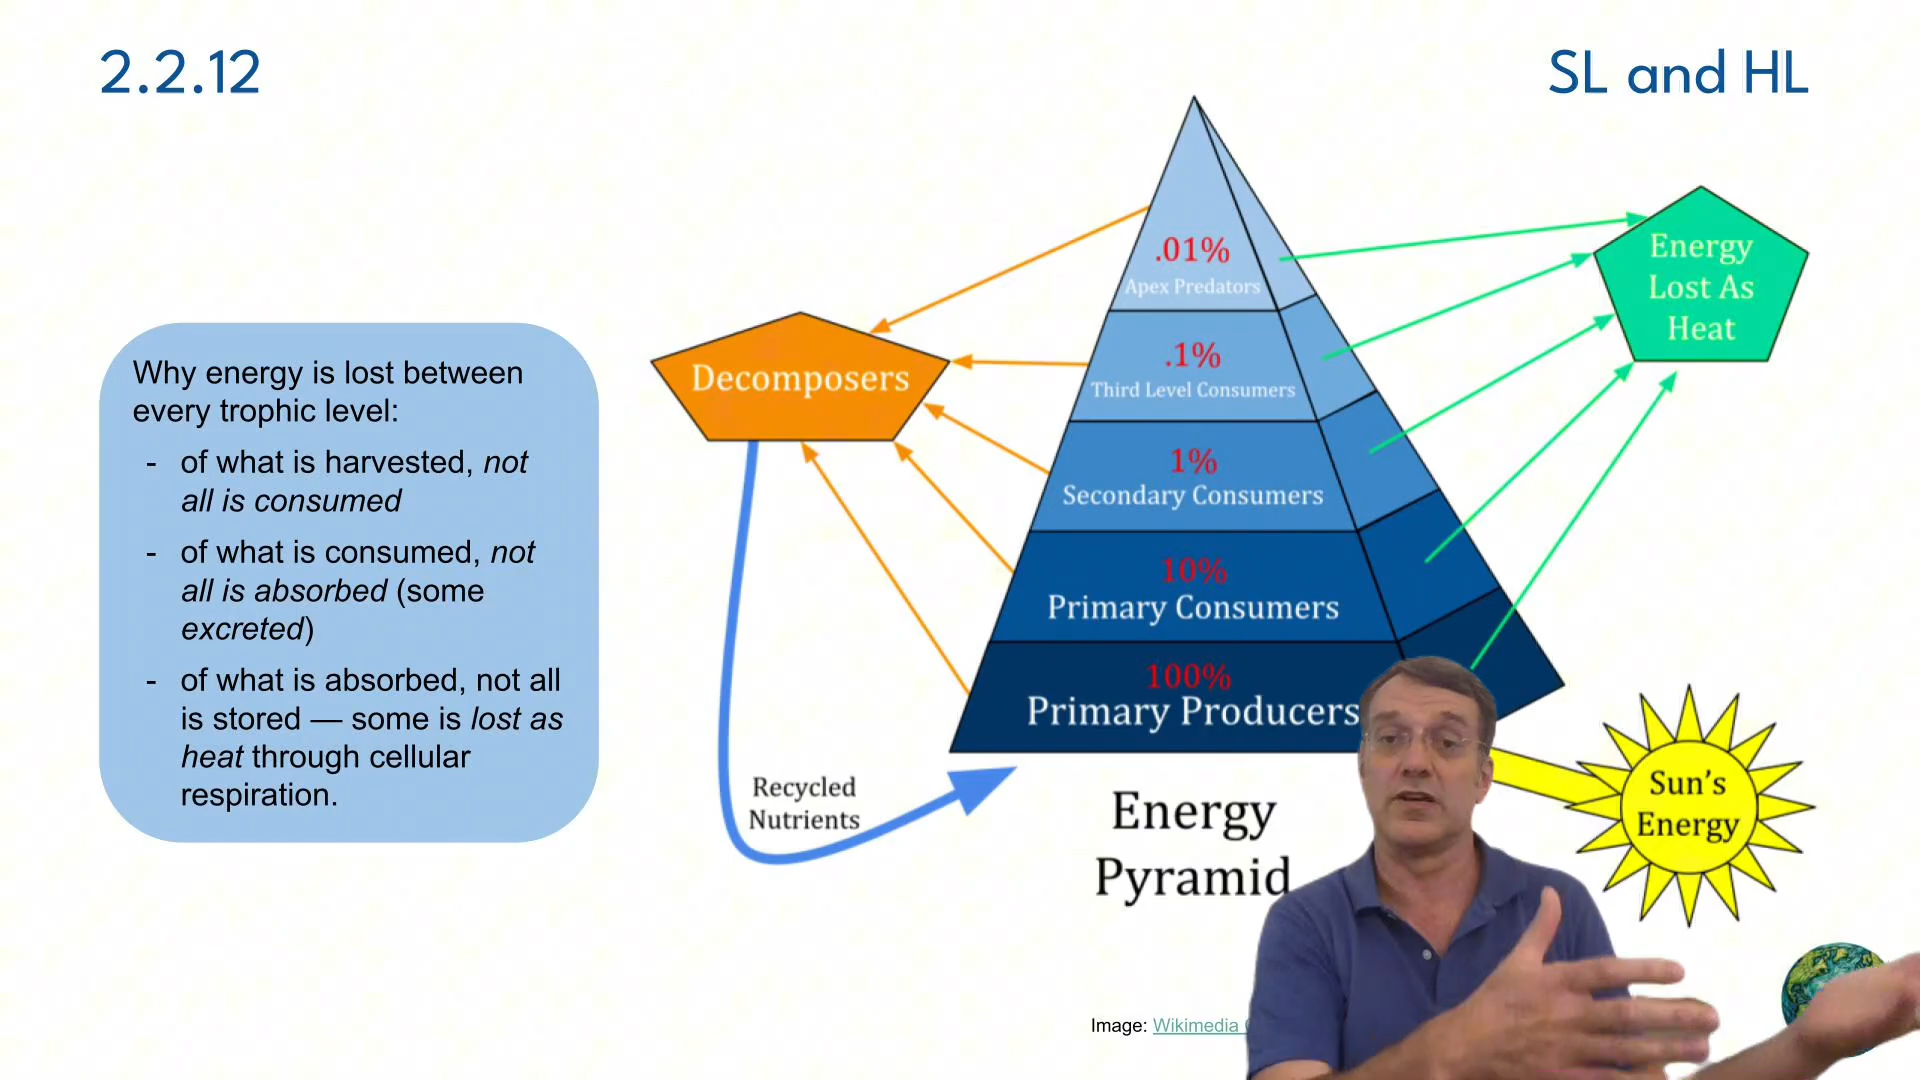 2.2.12
SL and HL
Why energy is lost between
every trophic level:
- of what is harvested, not
all is consumed
- of what is consumed, not
all is absorbed (some
excreted)
- of what is absorbed, not all
is stored — some is lost as
heat through cellular
respiration.
Decomposers
Recycled
Nutrients
.01%
Apex Predators
.1%
Third Level Consumers
1%
Secondary Consumers
10%
Primary Consumers
100%
Primary Producers
Energy
Pyramid
Energy
Lost As
Heat
Sun's
Energy
Image: Wikimedia